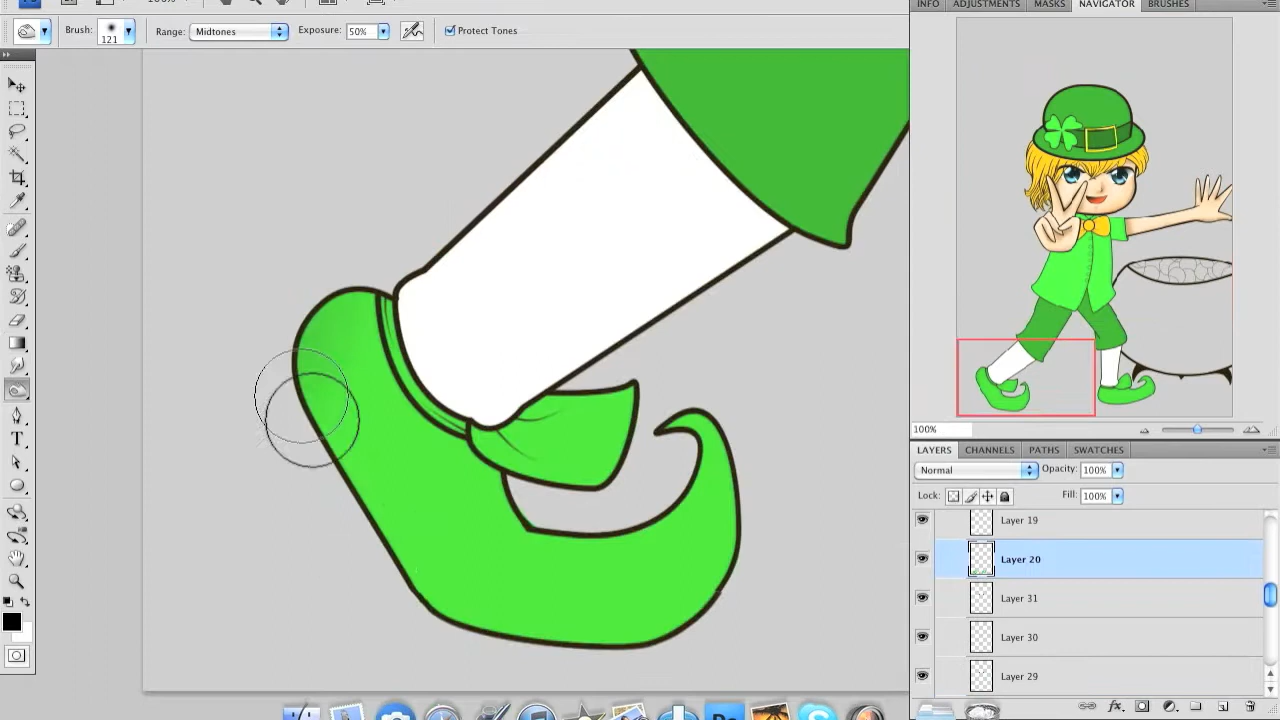 INFO ADJUSTMENTS MASKS NAVIGATOR BRUSHES
Brush: 121 Range: Midtones Exposure: 50% Protect Tones
100%
LAYERS CHANNELS PATHS SWATCHES
Normal Opacity: 100%
Lock: Fill: 100%
Layer 19
Layer 20
Layer 31
Layer 30
Layer 29